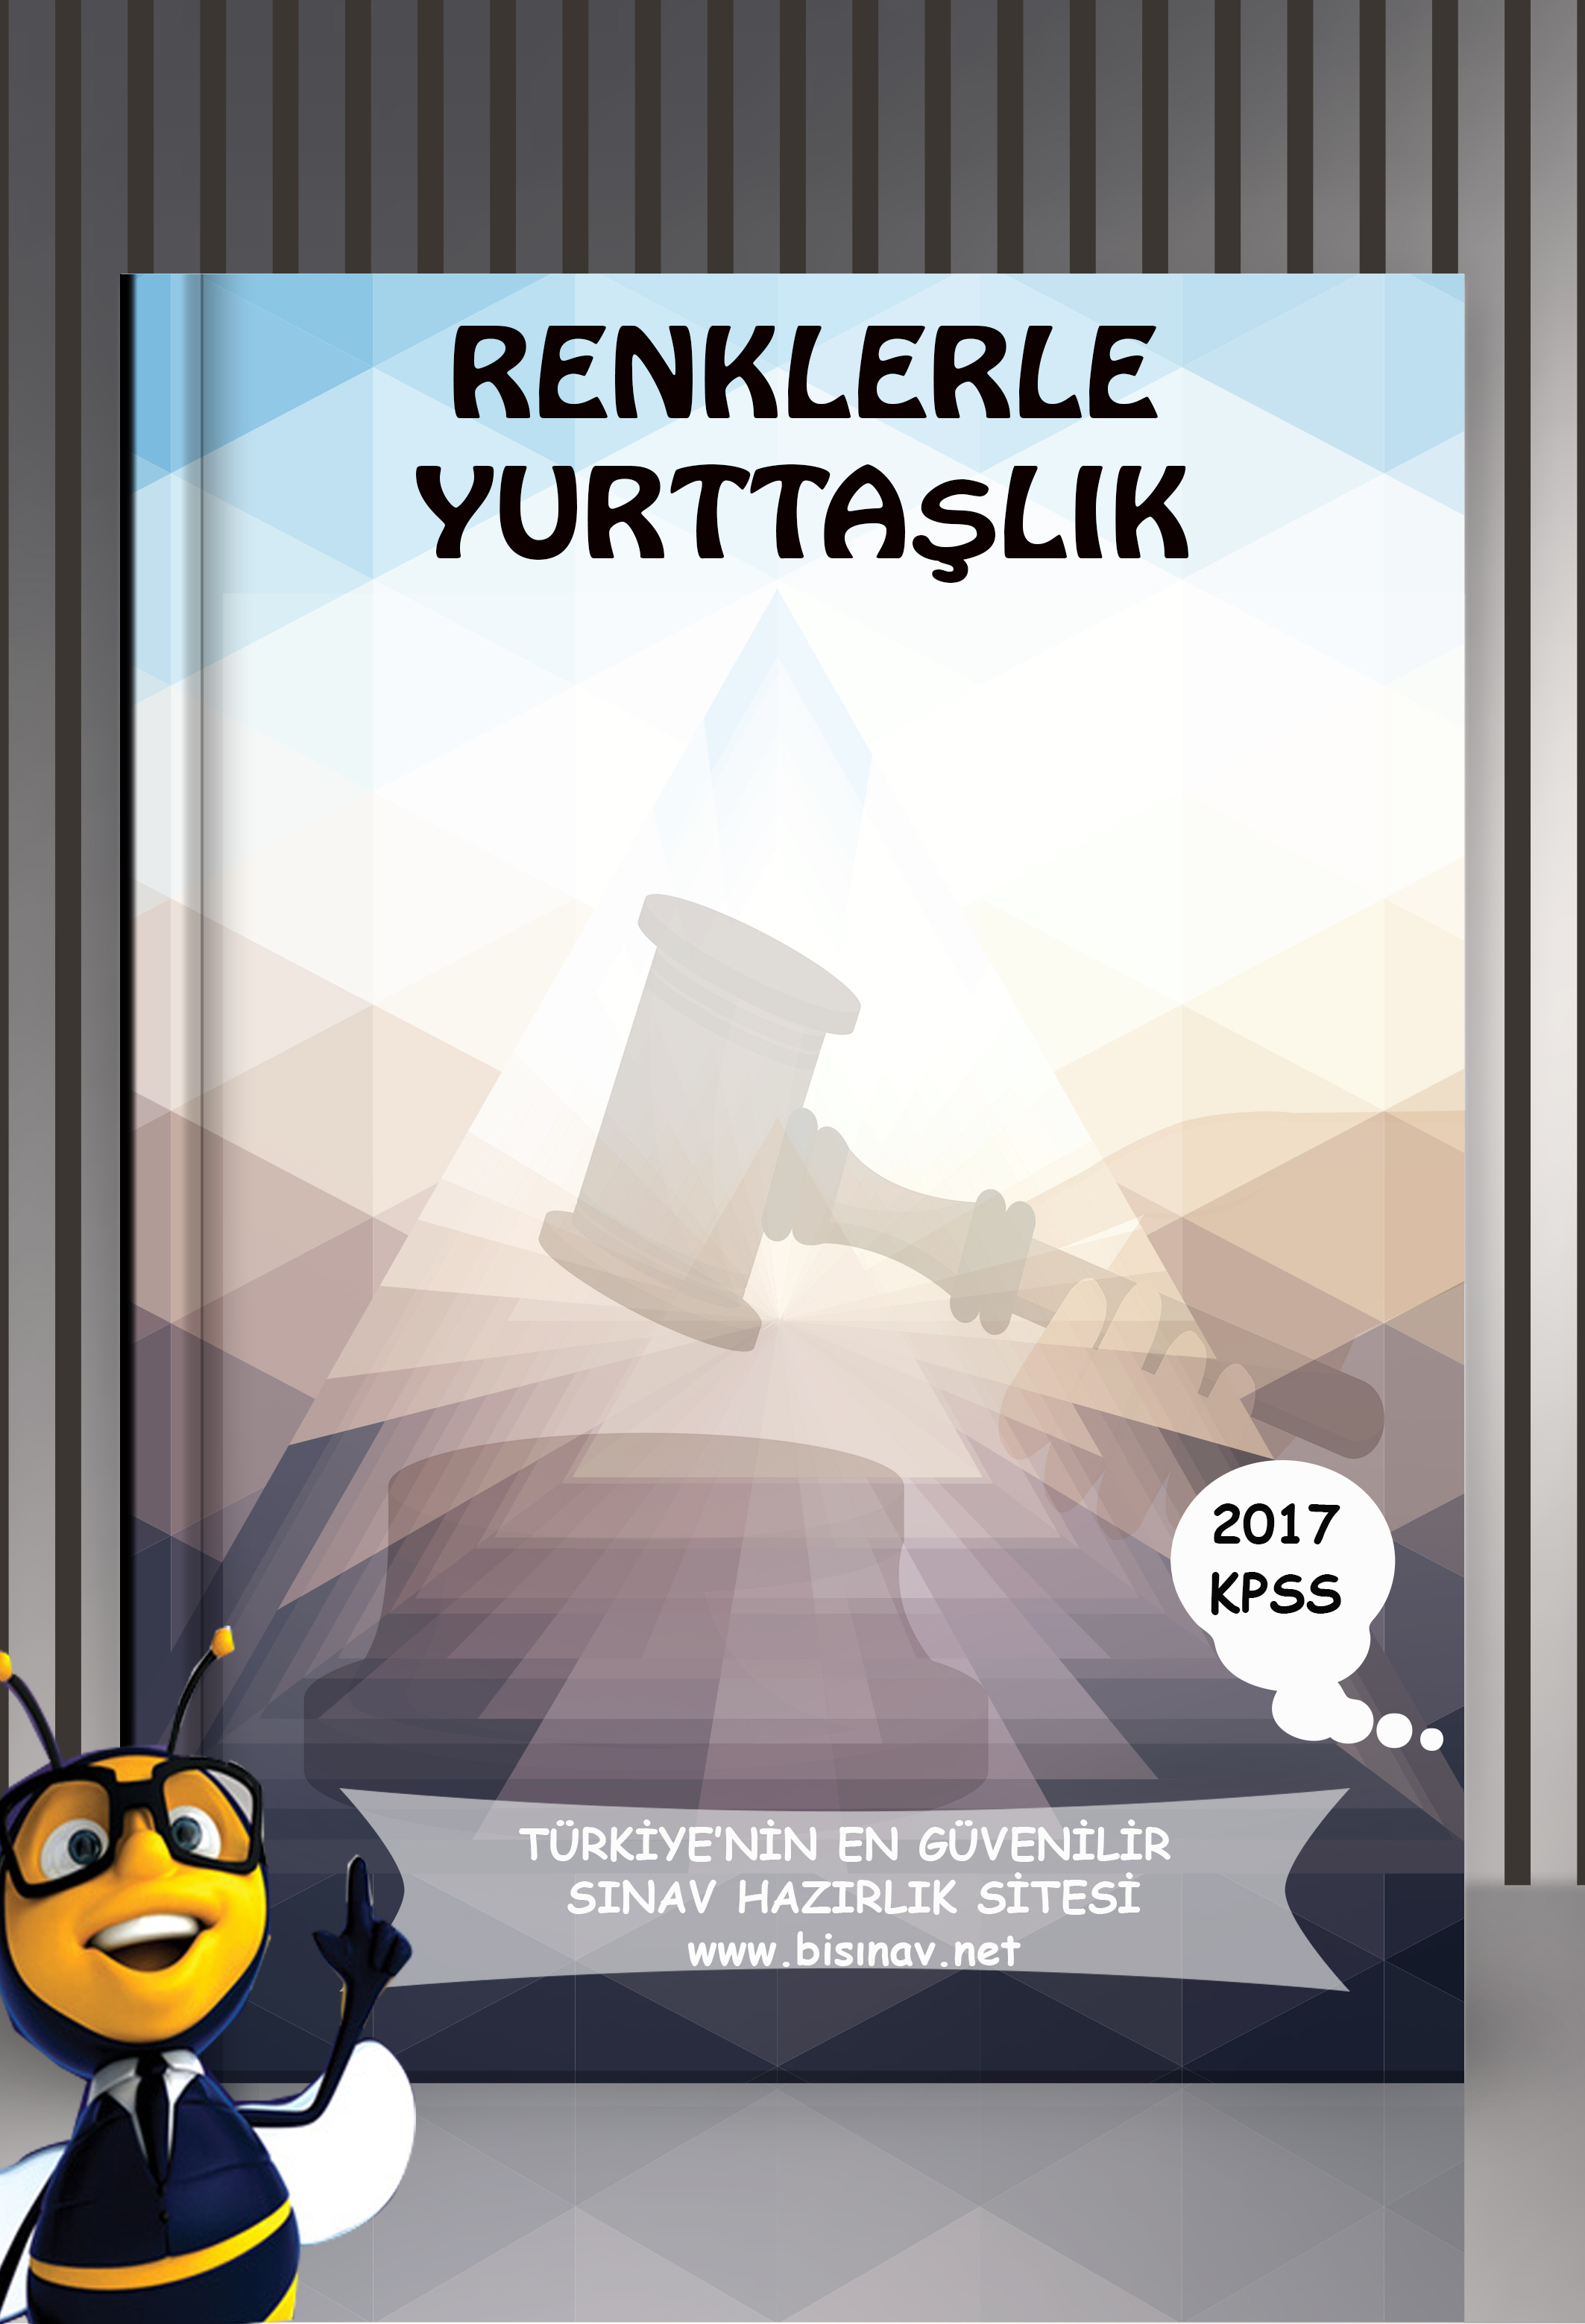 RENKLERLE
YURTTAŞLIK
2017
KPSS
TÜRKİYE'NİN EN GÜVENİLİR
SINAV HAZIRLIK SİTESİ
www.bisınav.net